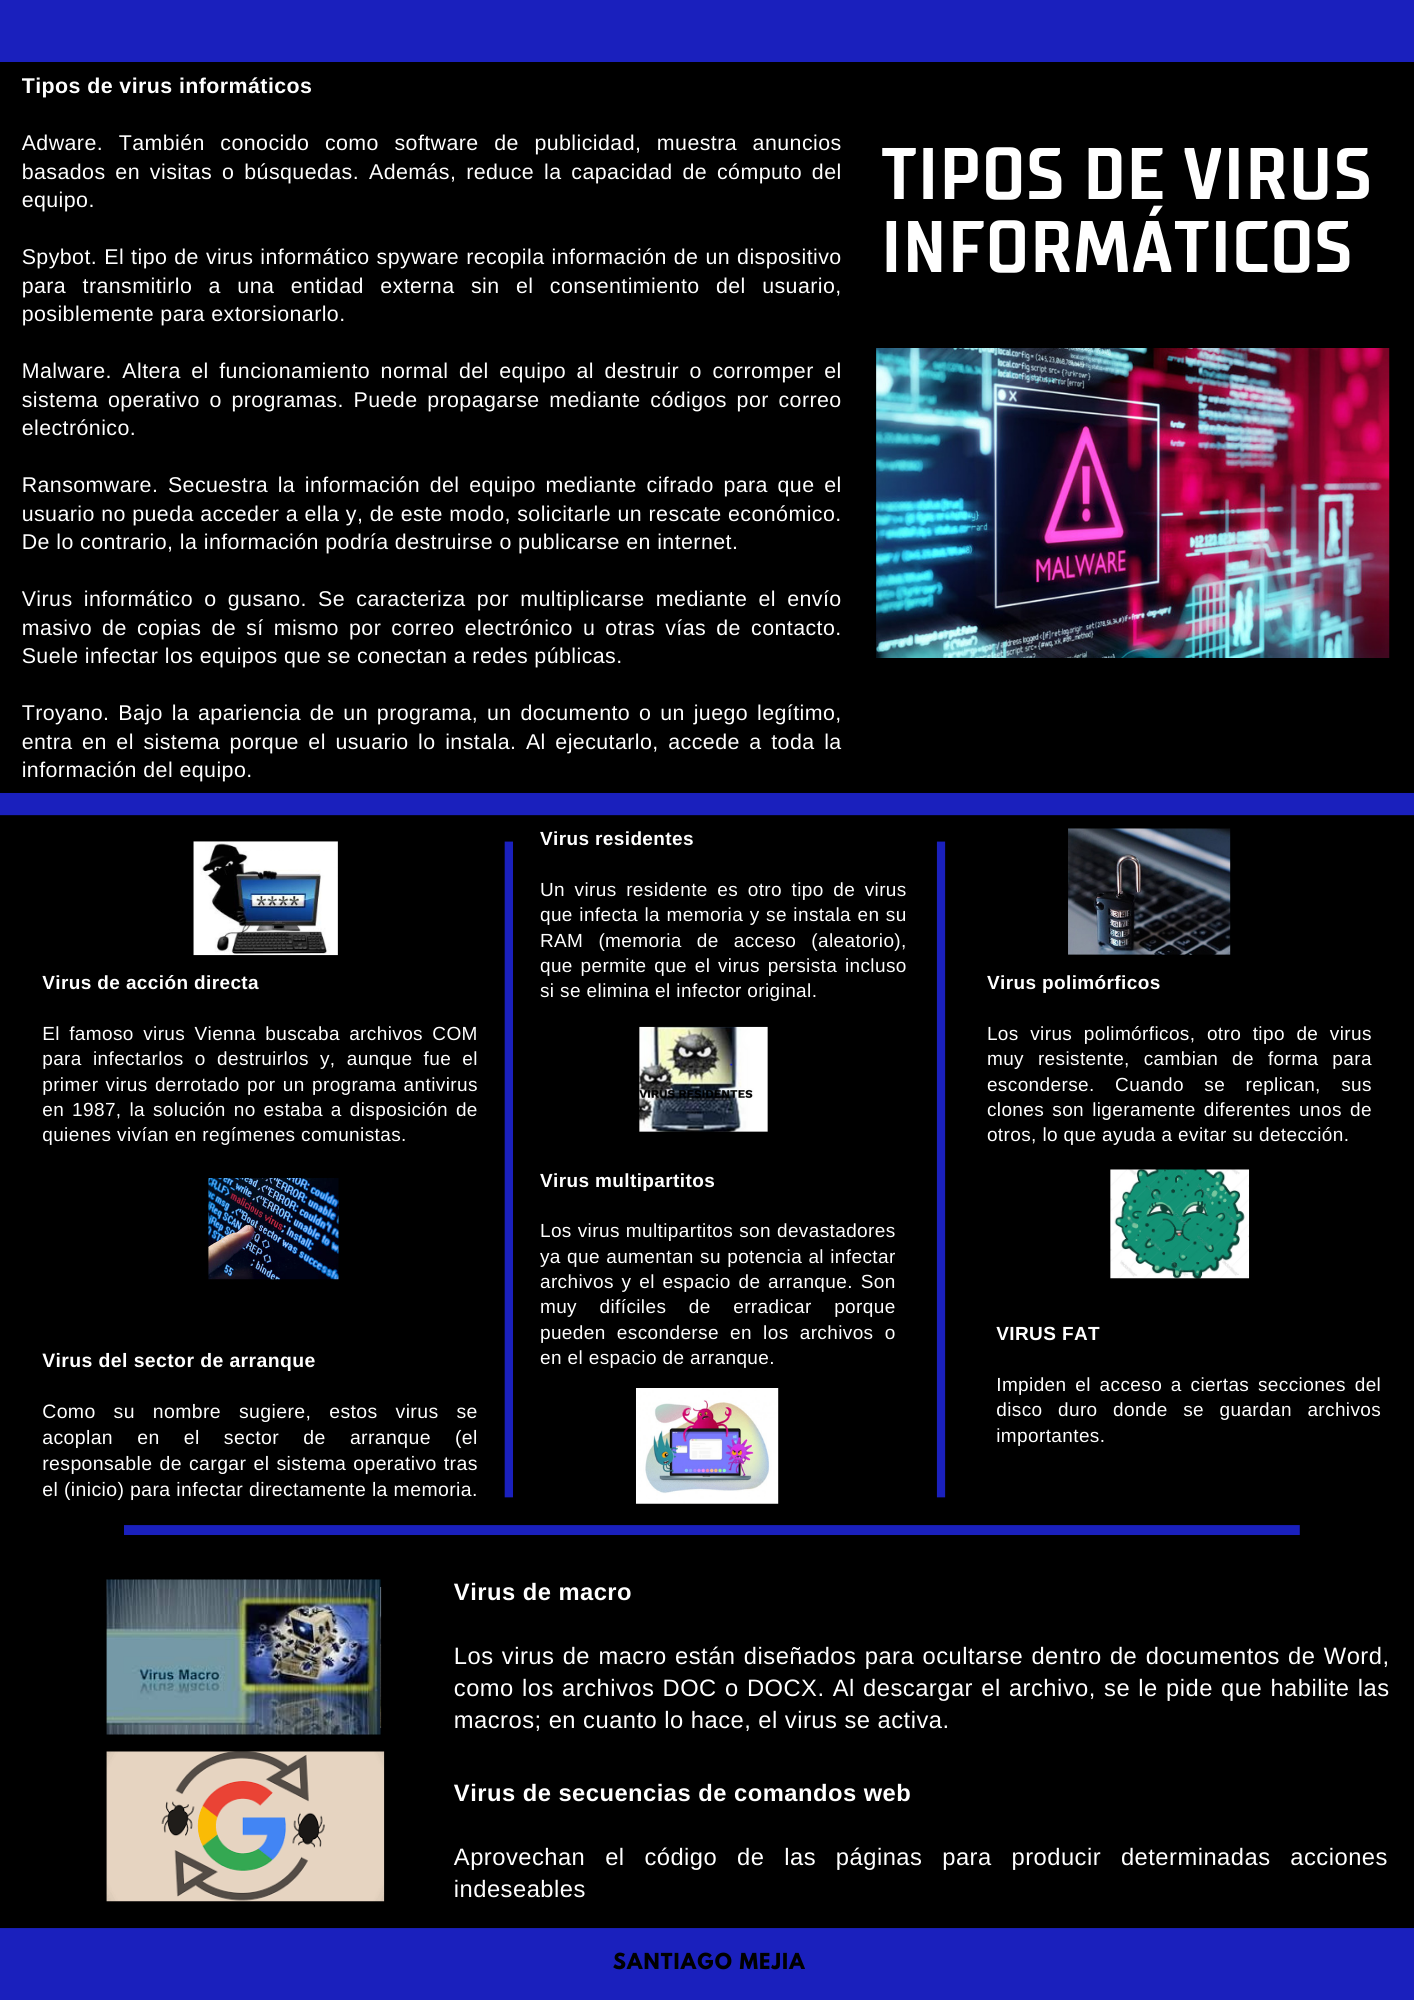 Tipos de virus informáticos
Adware. También conocido como software de publicidad, muestra anuncios
basados en visitas o búsquedas. Además, reduce la capacidad de cómputo del
equipo.
Spybot. El tipo de virus informático spyware recopila información de un dispositivo
para transmitirlo a una entidad externa sin el consentimiento del usuario,
posiblemente para extorsionarlo.
Malware. Altera el funcionamiento normal del equipo al destruir o corromper el
sistema operativo o programas. Puede propagarse mediante códigos por correo
electrónico.
Ransomware. Secuestra la información del equipo mediante cifrado para que el
usuario no pueda acceder a ella y, de este modo, solicitarle un rescate económico.
De lo contrario, la información podría destruirse o publicarse en internet.
Virus informático o gusano. Se caracteriza por multiplicarse mediante el envío
masivo de copias de sí mismo por correo electrónico u otras vías de contacto.
Suele infectar los equipos que se conectan a redes públicas.
Troyano. Bajo la apariencia de un programa, un documento o un juego legítimo,
entra en el sistema porque el usuario lo instala. Al ejecutarlo, accede a toda la
información del equipo.
TIPOS DE VIRUS
INFORMÁTICOS
X
MALWARE
****
Virus de acción directa
El famoso virus Vienna buscaba archivos COM
para infectarlos o destruirlos y, aunque fue el
primer virus derrotado por un programa antivirus
en 1987, la solución no estaba a disposición de
quienes vivían en regímenes comunistas.
malicious virus
Virus del sector de arranque
Como su nombre sugiere, estos virus se
acoplan en el sector de arranque (el
responsable de cargar el sistema operativo tras
el (inicio) para infectar directamente la memoria.
Virus residentes
Un virus residente es otro tipo de virus
que infecta la memoria y se instala en su
RAM (memoria de acceso (aleatorio),
que permite que el virus persista incluso
si se elimina el infector original.
VIRUS RESIDENTES
Virus multipartitos
Los virus multipartitos son devastadores
ya que aumentan su potencia al infectar
archivos y el espacio de arranque. Son
muy difíciles de erradicar porque
pueden esconderse en los archivos o
en el espacio de arranque.
Virus polimórficos
Los virus polimórficos, otro tipo de virus
muy resistente, cambian de forma para
esconderse. Cuando se replican, sus
clones son ligeramente diferentes unos de
otros, lo que ayuda a evitar su detección.
VIRUS FAT
Impiden el acceso a ciertas secciones del
disco duro donde se guardan archivos
importantes.
Virus Macro
Virus de macro
Los virus de macro están diseñados para ocultarse dentro de documentos de Word,
como los archivos DOC o DOCX. Al descargar el archivo, se le pide que habilite las
macros; en cuanto lo hace, el virus se activa.
Virus de secuencias de comandos web
Aprovechan el código de las páginas para producir determinadas acciones
indeseables
SANTIAGO MEJIA